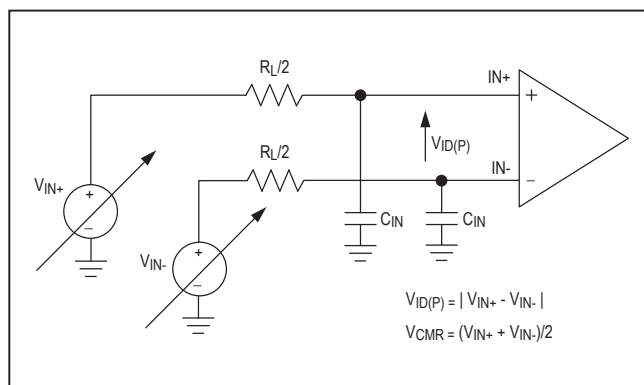 RL/2
IN+
+
VID(P)
RL/2
IN-
–
VIN+
+
–
CIN
CIN
VIN-
+
–
VID(P) = | VIN+ - VIN- |
VCMR = (VIN+ + VIN-)/2